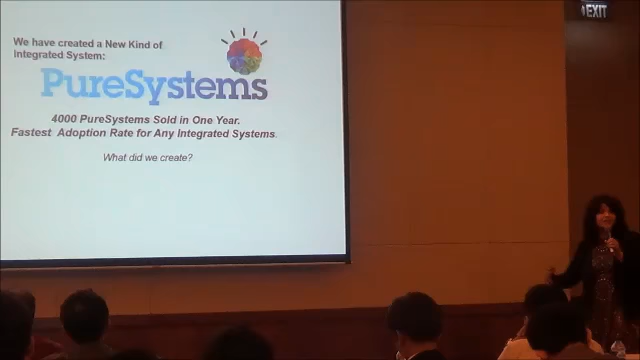 EXIT
We have created a New Kind of
Integrated System:
PureSystems
4000 PureSystems Sold in One Year.
Fastest Adoption Rate for Any Integrated Systems.
What did we create?